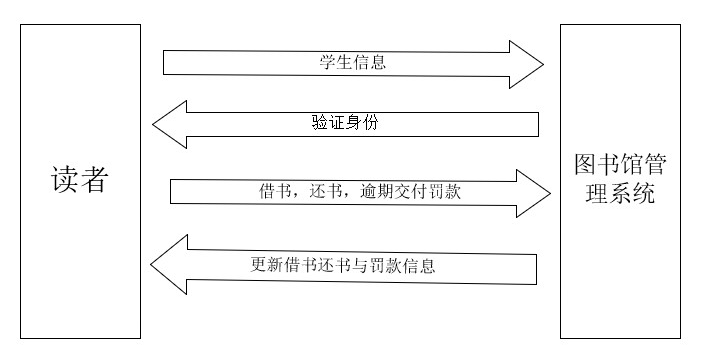 学生信息
验证身份
读者
图书馆管
理系统
借书，还书，逾期交付罚款
更新借书还书与罚款信息